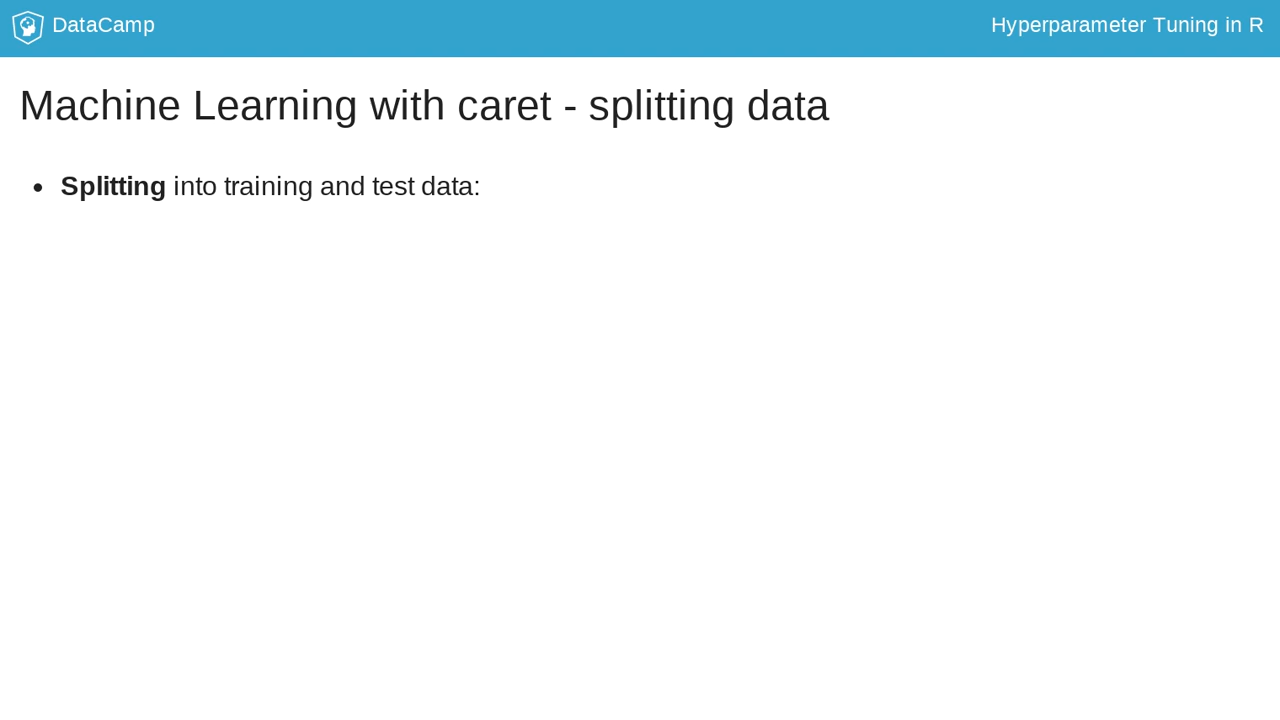 DataCamp
Hyperparameter Tuning in R
Machine Learning with caret - splitting data
• Splitting into training and test data: